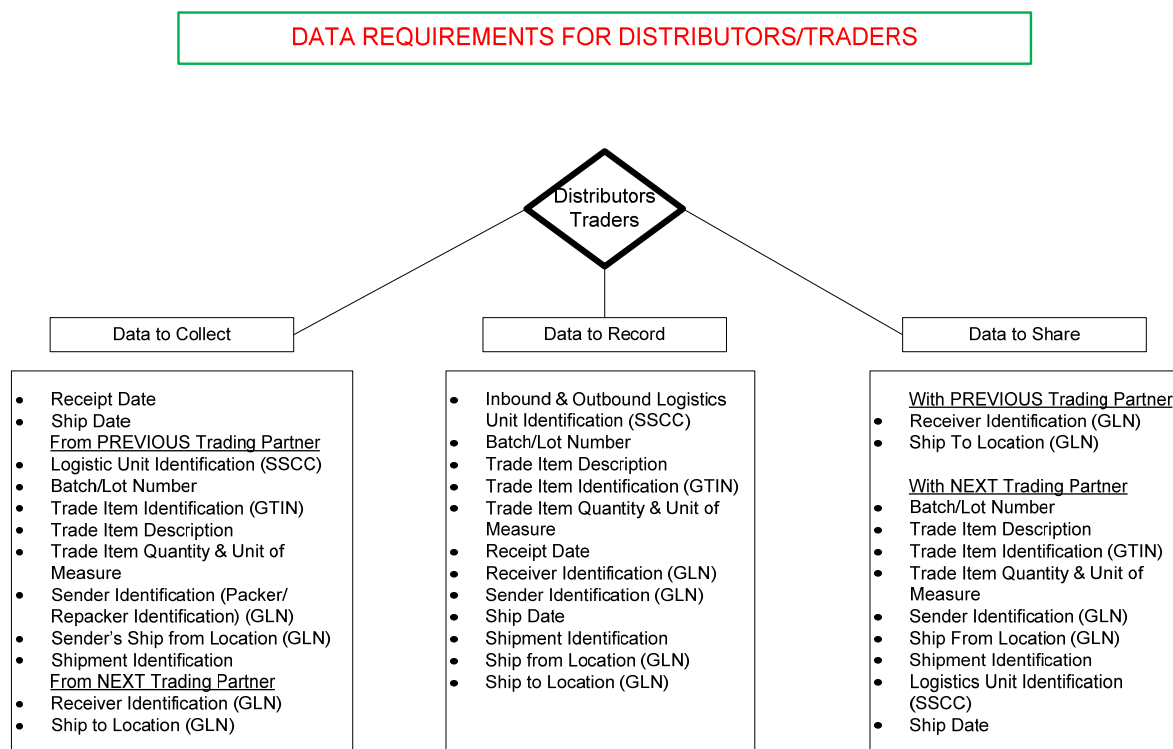 DATA REQUIREMENTS FOR DISTRIBUTORS/TRADERS
Distributors
Traders
Data to Collect
Data to Record
Data to Share
• Receipt Date
• Ship Date
From PREVIOUS Trading Partner
• Logistic Unit Identification (SSCC)
• Batch/Lot Number
• Trade Item Identification (GTIN)
• Trade Item Description
• Trade Item Quantity & Unit of
Measure
• Sender Identification (Packer/
Repacker Identification) (GLN)
• Sender's Ship from Location (GLN)
• Shipment Identification
From NEXT Trading Partner
• Receiver Identification (GLN)
• Ship to Location (GLN)
• Inbound & Outbound Logistics
Unit Identification (SSCC)
• Batch/Lot Number
• Trade Item Description
• Trade Item Identification (GTIN)
• Trade Item Quantity & Unit of
Measure
• Receipt Date
• Receiver Identification (GLN)
• Sender Identification (GLN)
• Ship Date
• Shipment Identification
• Ship from Location (GLN)
• Ship to Location (GLN)
With PREVIOUS Trading Partner
• Receiver Identification (GLN)
• Ship To Location (GLN)
With NEXT Trading Partner
• Batch/Lot Number
• Trade Item Description
• Trade Item Identification (GTIN)
• Trade Item Quantity & Unit of
Measure
• Sender Identification (GLN)
• Ship From Location (GLN)
• Shipment Identification
• Logistics Unit Identification
(SSCC)
• Ship Date